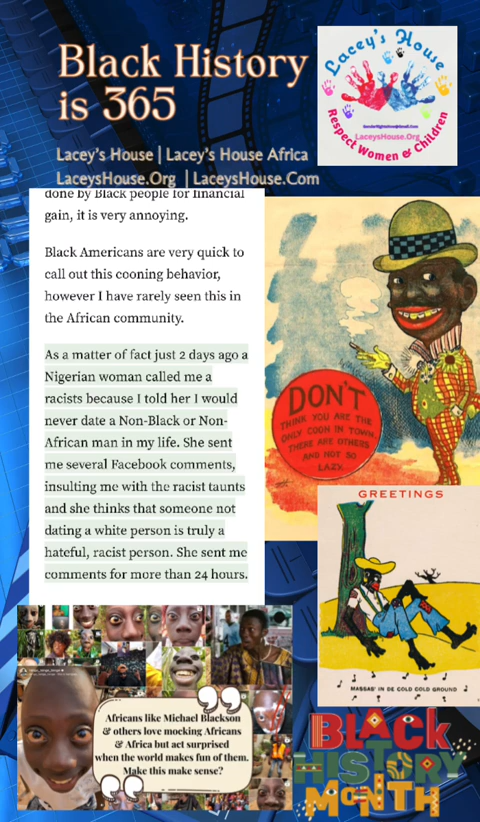 Black History
is 365
Lacey's House
Respect Women & Children
LaceysHouse.Org
Lacey's House | Lacey's House Africa
LaceysHouse.Org | LaceysHouse.Com
done by Black people for financial
gain, it is very annoying.
Black Americans are very quick to
call out this cooning behavior,
however I have rarely seen this in
the African community.
As a matter of fact just 2 days ago a
Nigerian woman called me a
racists because I told her I would
never date a Non-Black or Non-
African man in my life. She sent
me several Facebook comments,
insulting me with the racist taunts
and she thinks that someone not
dating a white person is truly a
hateful, racist person. She sent me
comments for more than 24 hours.
DON'T
THINK YOU ARE THE
ONLY COON IN TOWN.
THERE ARE OTHERS
AND NOT SO
LAZY.
GREETINGS
MASSAS' IN DE COLD COLD GROUND
Africans like Michael Blackson
& others love mocking Africans
& Africa but act surprised
when the world makes fun of them.
Make this make sense?
BLACK
HISTORY
MONTH